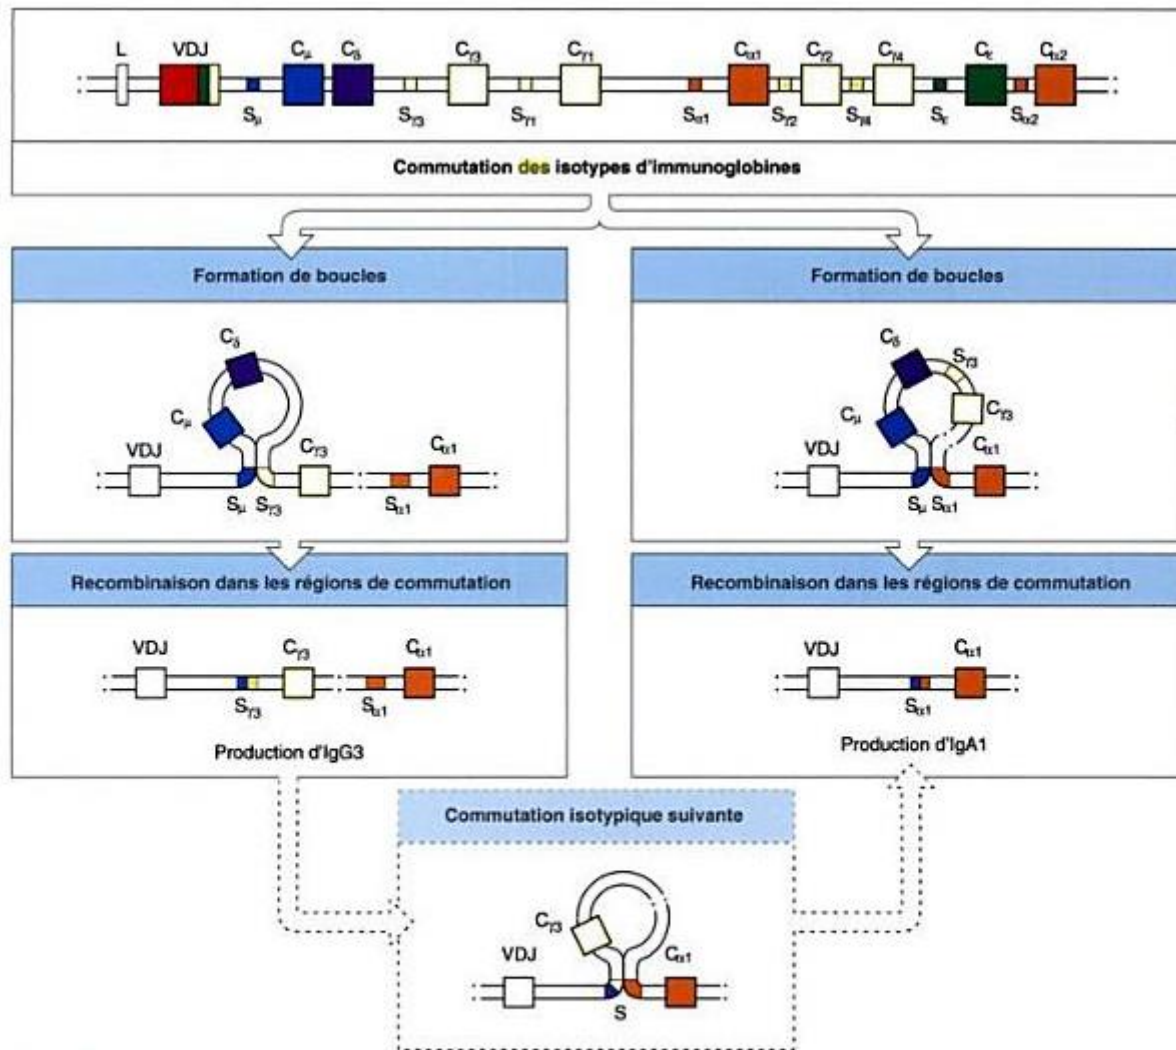 L VDJ Cμ Cδ Cγ3 Cγ1 Cα1 Cγ2 Cγ4 Cε Cα2
Sμ Sγ3 Sγ1 Sα1 Sγ2 Sγ4 Sε Sα2
Commutation des isotypes d'immunoglobines
Formation de boucles
Cδ
Cμ
VDJ Cγ3 Cα1
Sμ Sγ3 Sα1
Formation de boucles
Cδ Sγ3
Cμ Cγ3
VDJ Cα1
Sμ Sα1
Recombinaison dans les régions de commutation
VDJ Cγ3 Cα1
Sγ3 Sα1
Production d'IgG3
Recombinaison dans les régions de commutation
VDJ Cα1
Sα1
Production d'IgA1
Commutation isotypique suivante
Cγ3
VDJ Cα1
S